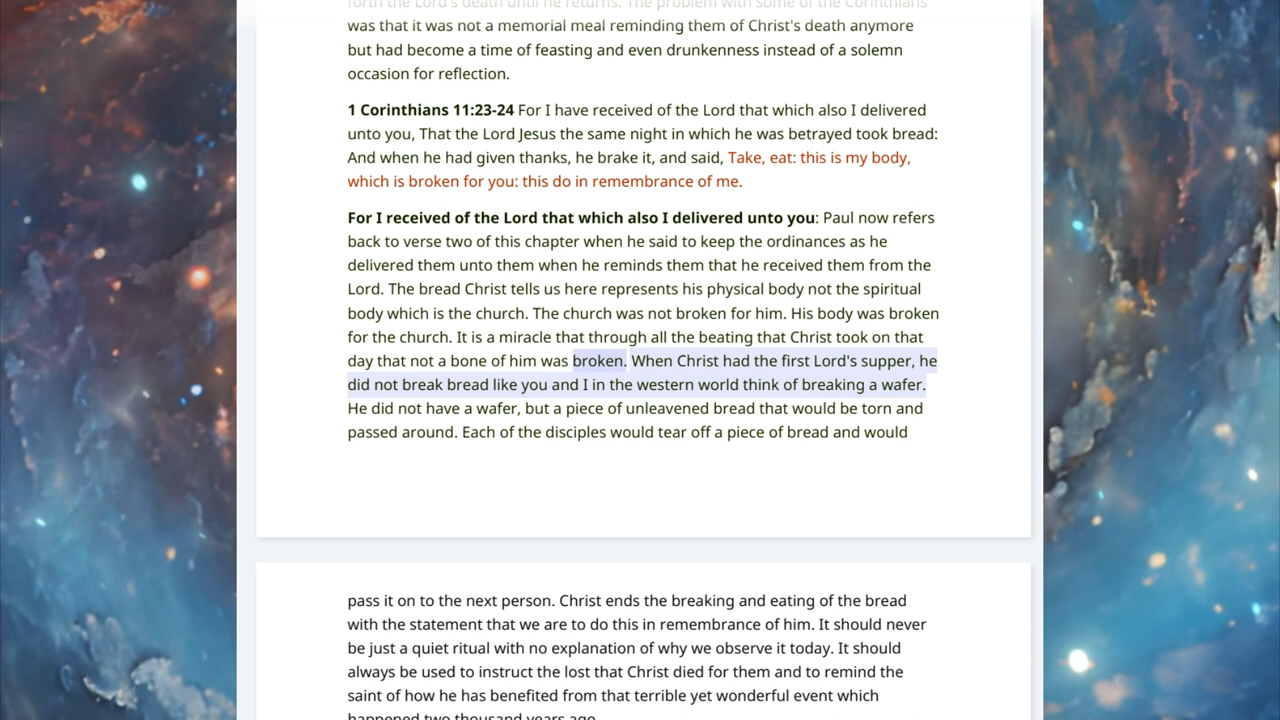 forth the Lord's death until he returns. The problem with some of the Corinthians
was that it was not a memorial meal reminding them of Christ's death anymore
but had become a time of feasting and even drunkenness instead of a solemn
occasion for reflection.
1 Corinthians 11:23-24 For I have received of the Lord that which also I delivered
unto you, That the Lord Jesus the same night in which he was betrayed took bread:
And when he had given thanks, he brake it, and said, Take, eat: this is my body,
which is broken for you: this do in remembrance of me.
For I received of the Lord that which also I delivered unto you: Paul now refers
back to verse two of this chapter when he said to keep the ordinances as he
delivered them unto them when he reminds them that he received them from the
Lord. The bread Christ tells us here represents his physical body not the spiritual
body which is the church. The church was not broken for him. His body was broken
for the church. It is a miracle that through all the beating that Christ took on that
day that not a bone of him was broken. When Christ had the first Lord's supper, he
did not break bread like you and I in the western world think of breaking a wafer.
He did not have a wafer, but a piece of unleavened bread that would be torn and
passed around. Each of the disciples would tear off a piece of bread and would
pass it on to the next person. Christ ends the breaking and eating of the bread
with the statement that we are to do this in remembrance of him. It should never
be just a quiet ritual with no explanation of why we observe it today. It should
always be used to instruct the lost that Christ died for them and to remind the
saint of how he has benefited from that terrible yet wonderful event which
happened two thousand years ago.